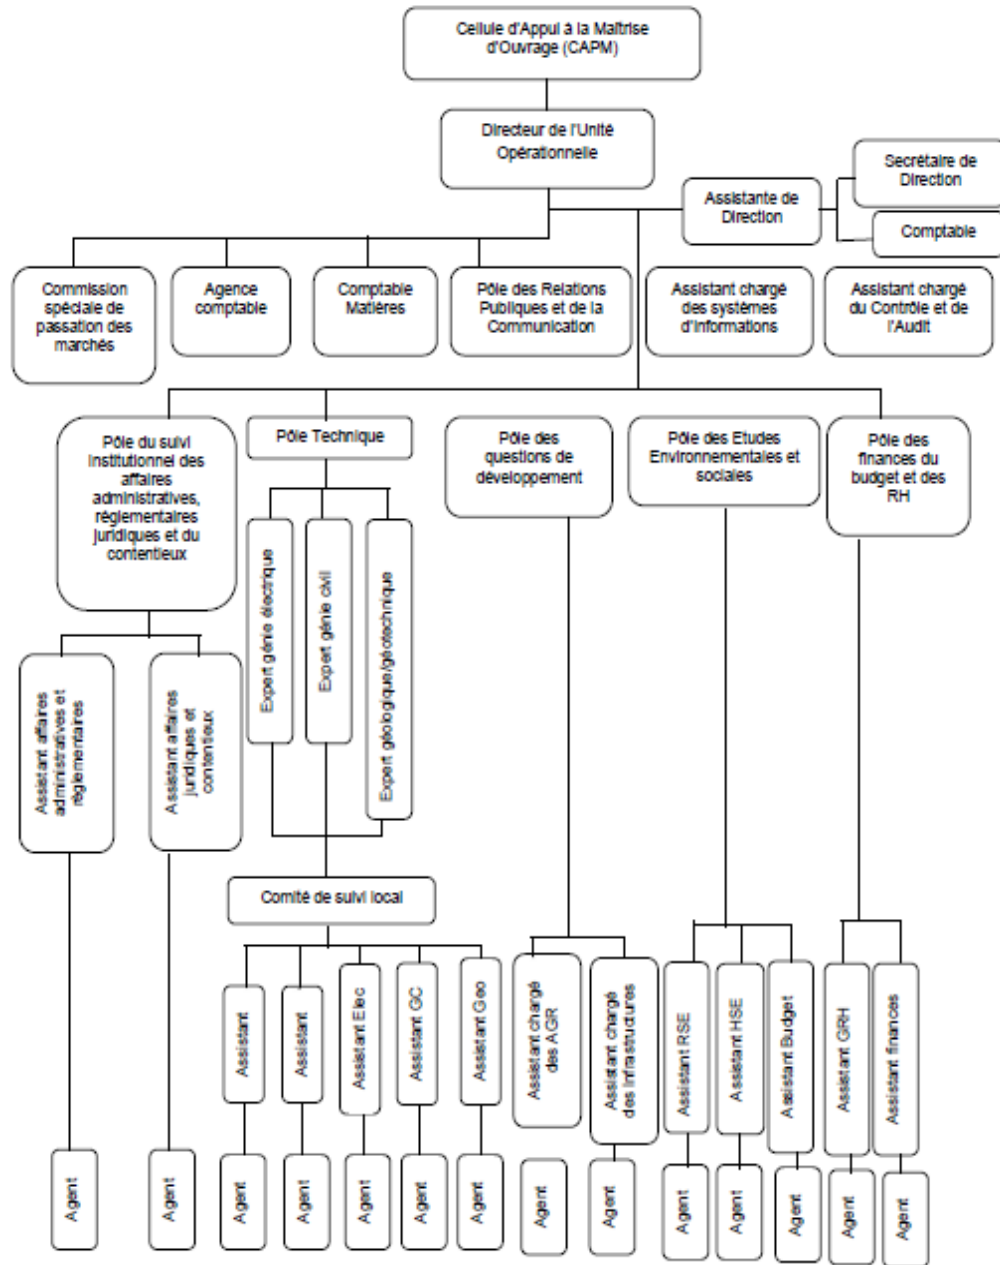 Cellule d'Appui à la Maîtrise
d'Ouvrage (CAPM)
Directeur de l'Unité
Opérationnelle
Secrétaire de
Direction
Assistante de
Direction
Comptable
Commission
spéciale de
passation des
marchés
Agence
comptable
Comptable
Matières
Pôle des Relations
Publiques et de la
Communication
Assistant chargé
des systèmes
d'Informations
Assistant chargé
du Contrôle et de
l'Audit
Pôle du suivi
Institutionnel des
affaires
administratives,
réglementaires
juridiques et du
contentieux
Pôle Technique
Pôle des
questions de
développement
Pôle des Etudes
Environnementales et
sociales
Pôle des
finances du
budget et des
RH
Expert génie électrique
Expert génie civil
Expert géologique/géotechnique
Assistant affaires
administratives et
réglementaires
Assistant affaires
juridiques et
contentieux
Comité de suivi local
Assistant
Assistant
Assistant Elec
Assistant GC
Assistant Geo
Assistant chargé
des AGR
Assistant chargé
des Infrastructures
Assistant RSE
Assistant HSE
Assistant Budget
Assistant GRH
Assistant finances
Agent
Agent
Agent
Agent
Agent
Agent
Agent
Agent
Agent
Agent
Agent
Agent
Agent
Agent